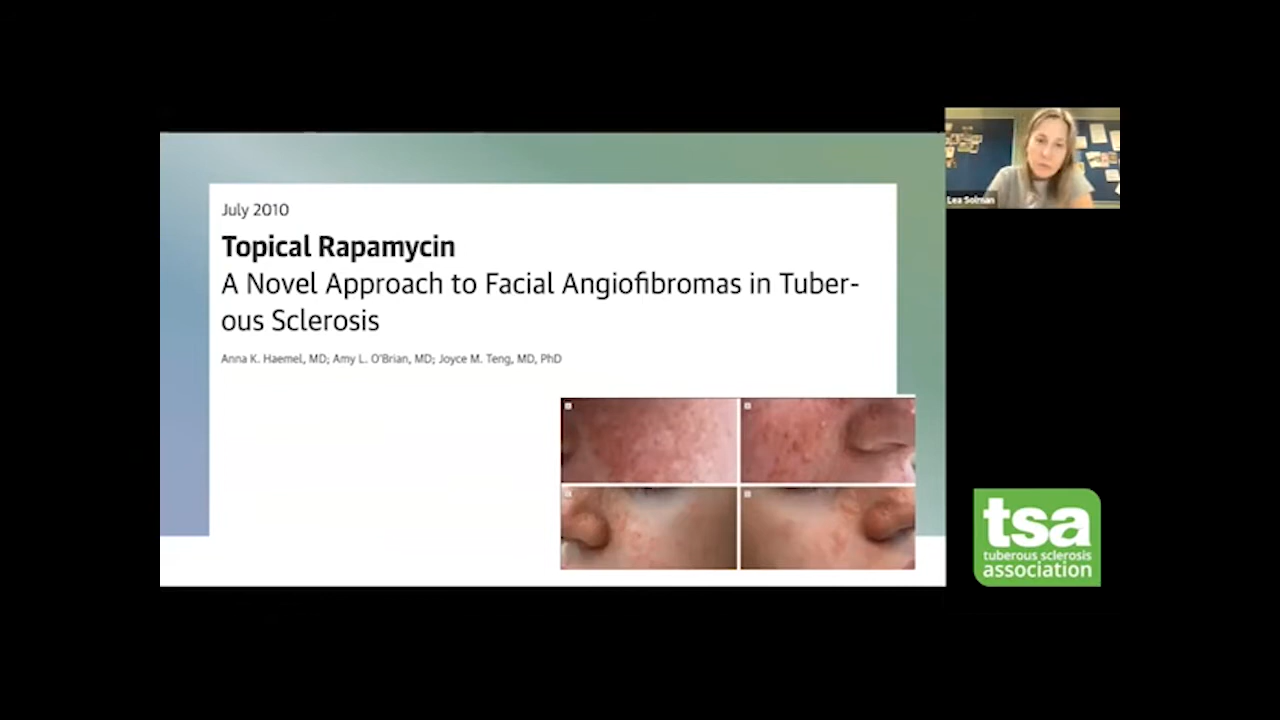 July 2010
Topical Rapamycin
A Novel Approach to Facial Angiofibromas in Tuber-
ous Sclerosis
Anna K. Haemel, MD; Amy L. O'Brian, MD; Joyce M. Teng, MD, PhD
Lea Solman
tsa
tuberous sclerosis
association